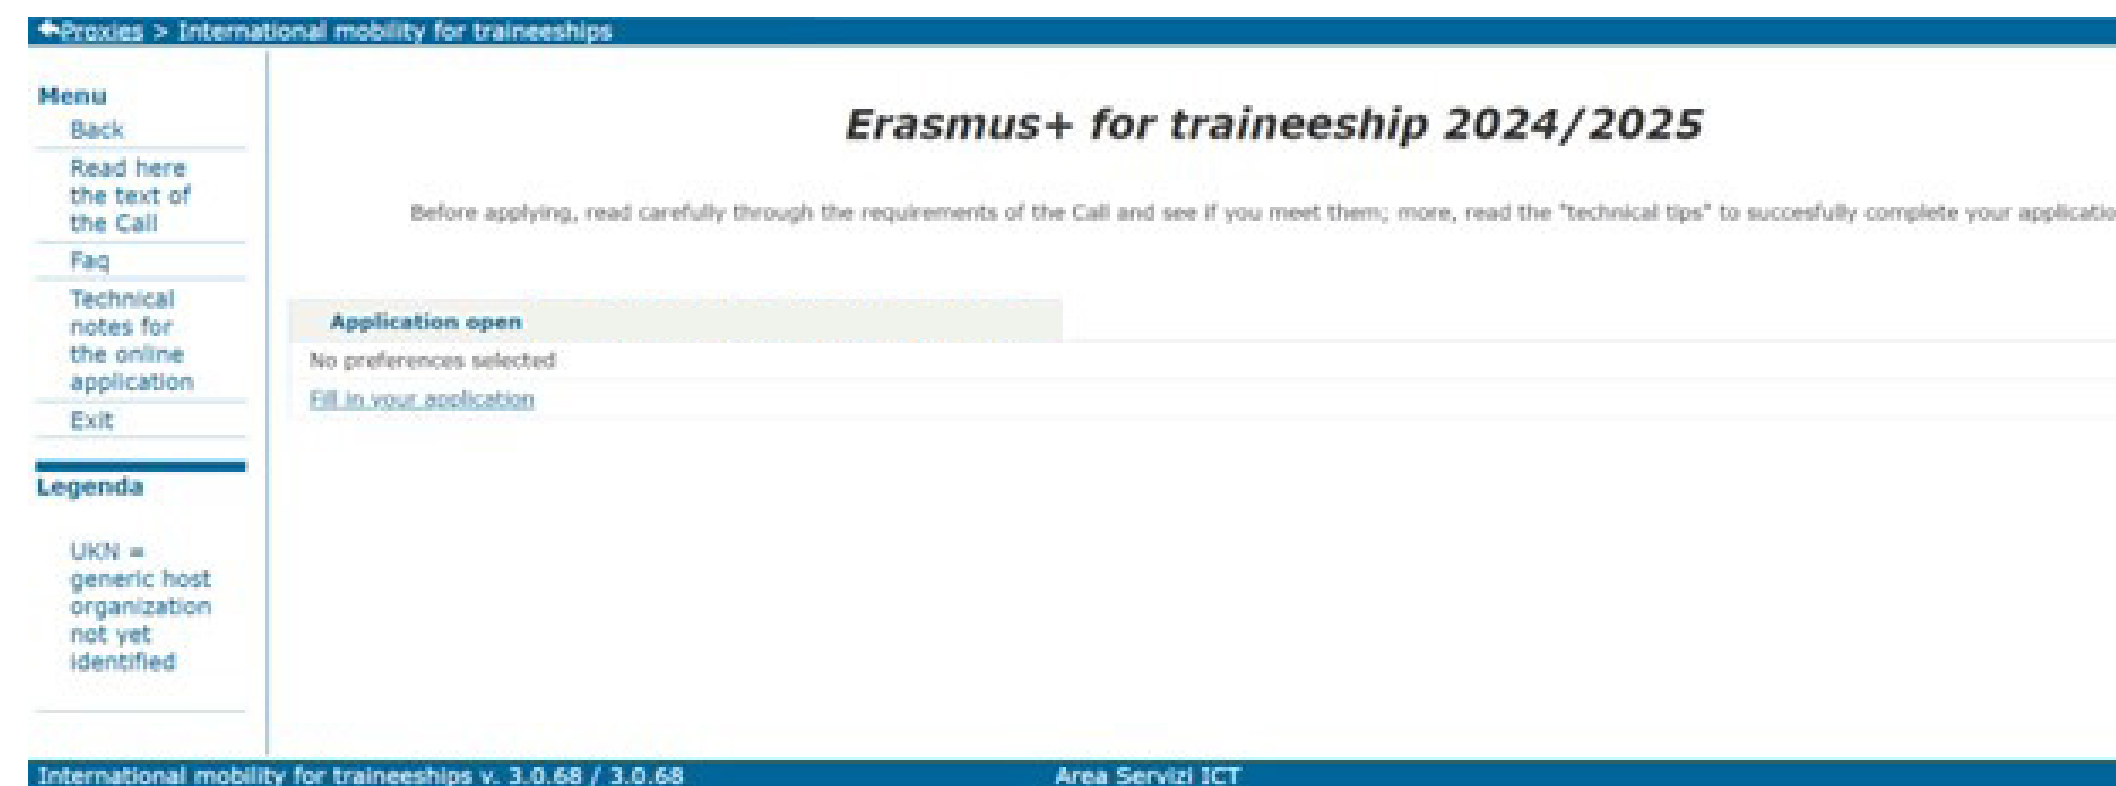 Proxies > International mobility for traineeships
Menu
Back
Read here
the text of
the Call
Faq
Technical
notes for
the online
application
Exit
Legenda
UKN =
generic host
organization
not yet
identified
Erasmus+ for traineeship 2024/2025
Before applying, read carefully through the requirements of the Call and see if you meet them; more, read the "technical tips" to succesfully complete your applicatio
Application open
No preferences selected
Fill in your application
International mobility for traineeships v. 3.0.68 / 3.0.68
Area Servizi ICT